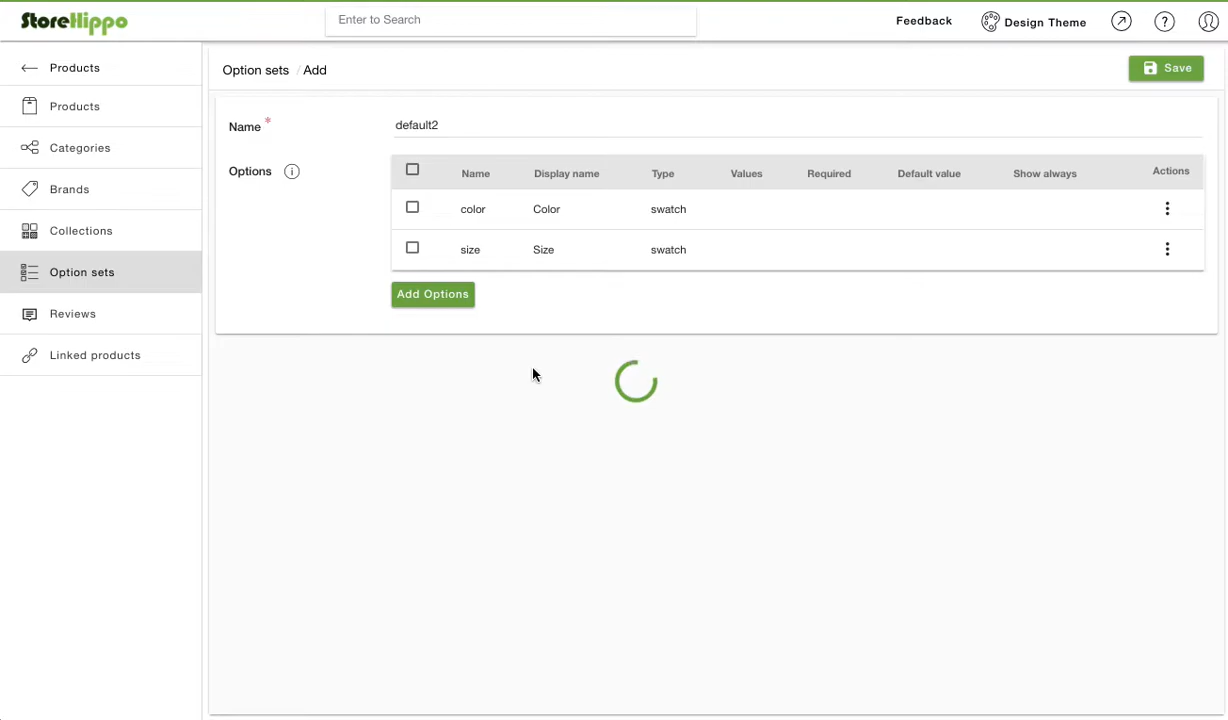 StoreHippo
Enter to Search
Feedback
Design Theme
?
Products
Products
Categories
Brands
Collections
Option sets
Reviews
Linked products
Option sets / Add
Save
Name *
default2
Options i
Name Display name Type Values Required Default value Show always Actions
color Color swatch
size Size swatch
Add Options